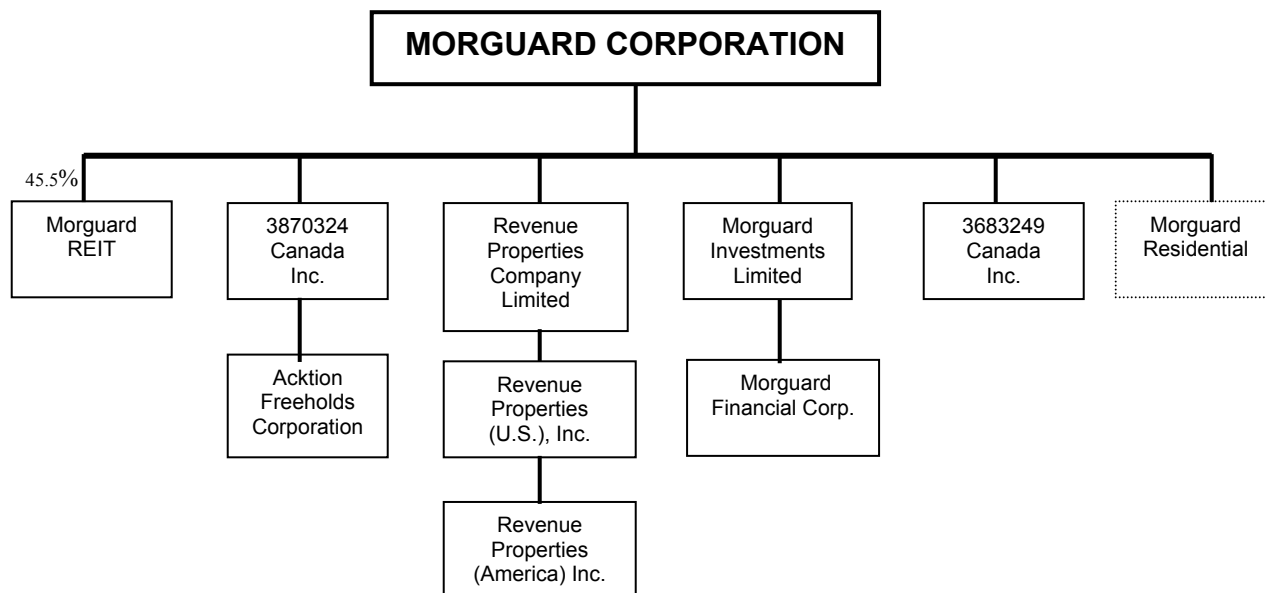 MORGUARD CORPORATION
45.5%
Morguard
REIT
3870324
Canada
Inc.
Revenue
Properties
Company
Limited
Morguard
Investments
Limited
3683249
Canada
Inc.
Morguard
Residential
Acktion
Freeholds
Corporation
Revenue
Properties
(U.S.), Inc.
Morguard
Financial Corp.
Revenue
Properties
(America) Inc.